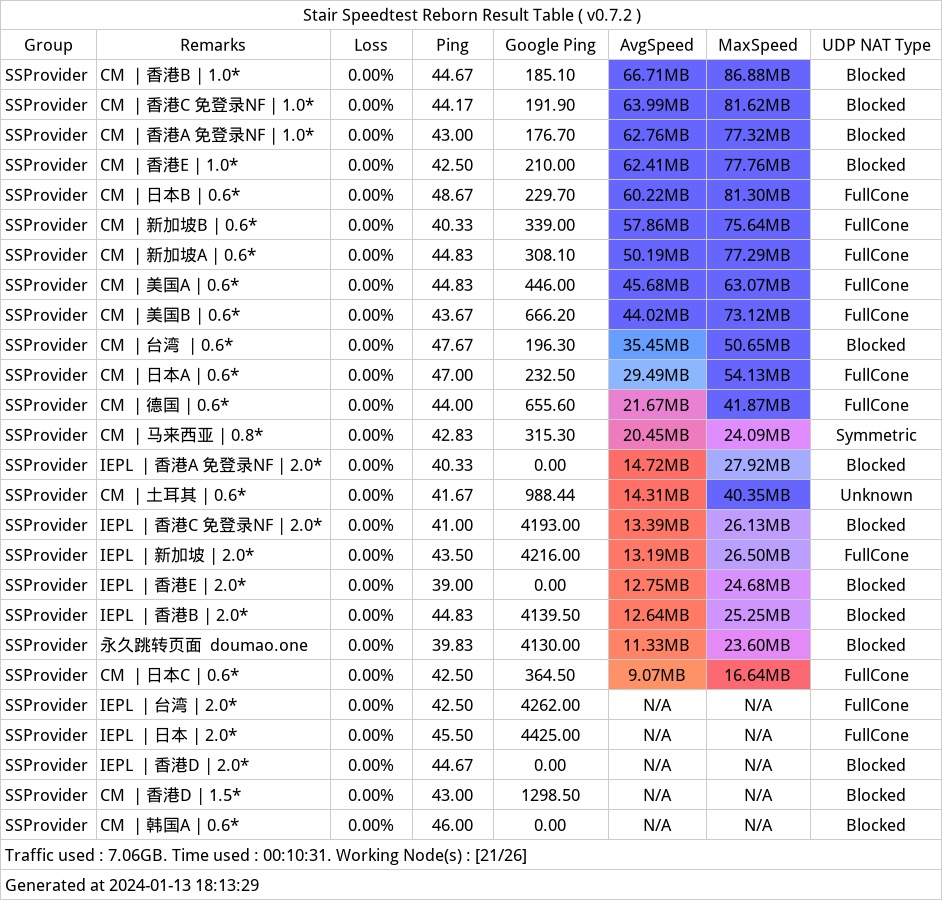 Stair Speedtest Reborn Result Table ( v0.7.2 )
Group Remarks Loss Ping Google Ping AvgSpeed MaxSpeed UDP NAT Type
SSProvider CM | 香港B | 1.0* 0.00% 44.67 185.10 66.71MB 86.88MB Blocked
SSProvider CM | 香港C 免登录NF | 1.0* 0.00% 44.17 191.90 63.99MB 81.62MB Blocked
SSProvider CM | 香港A 免登录NF | 1.0* 0.00% 43.00 176.70 62.76MB 77.32MB Blocked
SSProvider CM | 香港E | 1.0* 0.00% 42.50 210.00 62.41MB 77.76MB Blocked
SSProvider CM | 日本B | 0.6* 0.00% 48.67 229.70 60.22MB 81.30MB FullCone
SSProvider CM | 新加坡B | 0.6* 0.00% 40.33 339.00 57.86MB 75.64MB FullCone
SSProvider CM | 新加坡A | 0.6* 0.00% 44.83 308.10 50.19MB 77.29MB FullCone
SSProvider CM | 美国A | 0.6* 0.00% 44.83 446.00 45.68MB 63.07MB FullCone
SSProvider CM | 美国B | 0.6* 0.00% 43.67 666.20 44.02MB 73.12MB FullCone
SSProvider CM | 台湾 | 0.6* 0.00% 47.67 196.30 35.45MB 50.65MB Blocked
SSProvider CM | 日本A | 0.6* 0.00% 47.00 232.50 29.49MB 54.13MB FullCone
SSProvider CM | 德国 | 0.6* 0.00% 44.00 655.60 21.67MB 41.87MB FullCone
SSProvider CM | 马来西亚 | 0.8* 0.00% 42.83 315.30 20.45MB 24.09MB Symmetric
SSProvider IEPL | 香港A 免登录NF | 2.0* 0.00% 40.33 0.00 14.72MB 27.92MB Blocked
SSProvider CM | 土耳其 | 0.6* 0.00% 41.67 988.44 14.31MB 40.35MB Unknown
SSProvider IEPL | 香港C 免登录NF | 2.0* 0.00% 41.00 4193.00 13.39MB 26.13MB Blocked
SSProvider IEPL | 新加坡 | 2.0* 0.00% 43.50 4216.00 13.19MB 26.50MB FullCone
SSProvider IEPL | 香港E | 2.0* 0.00% 39.00 0.00 12.75MB 24.68MB Blocked
SSProvider IEPL | 香港B | 2.0* 0.00% 44.83 4139.50 12.64MB 25.25MB Blocked
SSProvider 永久跳转页面 doumao.one 0.00% 39.83 4130.00 11.33MB 23.60MB Blocked
SSProvider CM | 日本C | 0.6* 0.00% 42.50 364.50 9.07MB 16.64MB FullCone
SSProvider IEPL | 台湾 | 2.0* 0.00% 42.50 4262.00 N/A N/A FullCone
SSProvider IEPL | 日本 | 2.0* 0.00% 45.50 4425.00 N/A N/A FullCone
SSProvider IEPL | 香港D | 2.0* 0.00% 44.67 0.00 N/A N/A Blocked
SSProvider CM | 香港D | 1.5* 0.00% 43.00 1298.50 N/A N/A Blocked
SSProvider CM | 韩国A | 0.6* 0.00% 46.00 0.00 N/A N/A Blocked
Traffic used : 7.06GB. Time used : 00:10:31. Working Node(s) : [21/26]
Generated at 2024-01-13 18:13:29